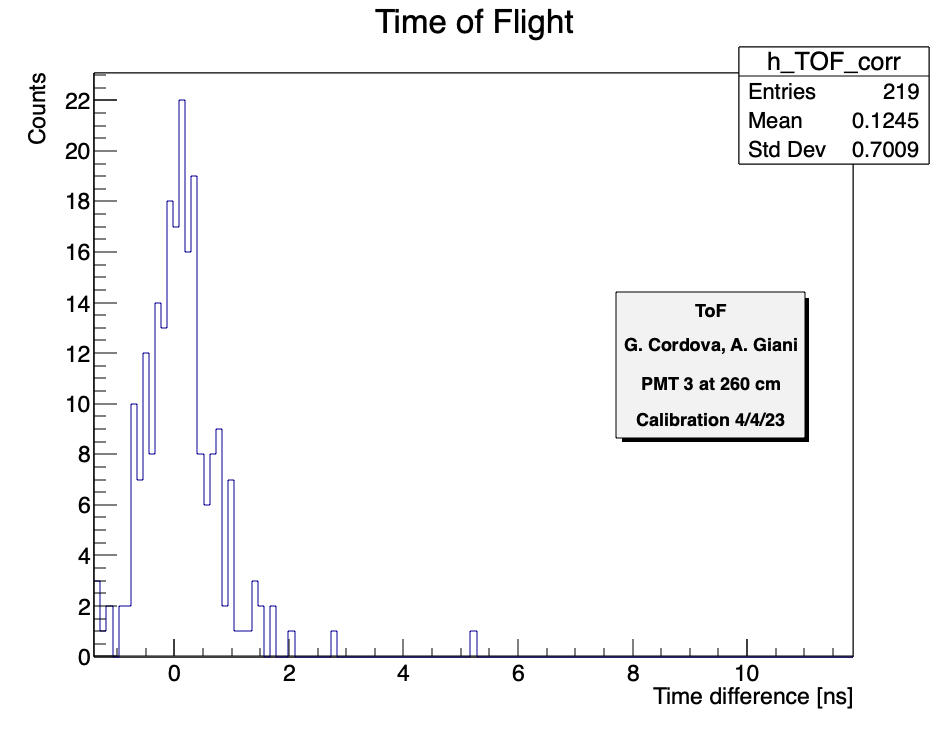 Time of Flight
h_TOF_corr
Entries 219
Mean 0.1245
Std Dev 0.7009
Counts
22
20
18
16
14
12
10
8
6
4
2
0
ToF
G. Cordova, A. Giani
PMT 3 at 260 cm
Calibration 4/4/23
0 2 4 6 8 10
Time difference [ns]